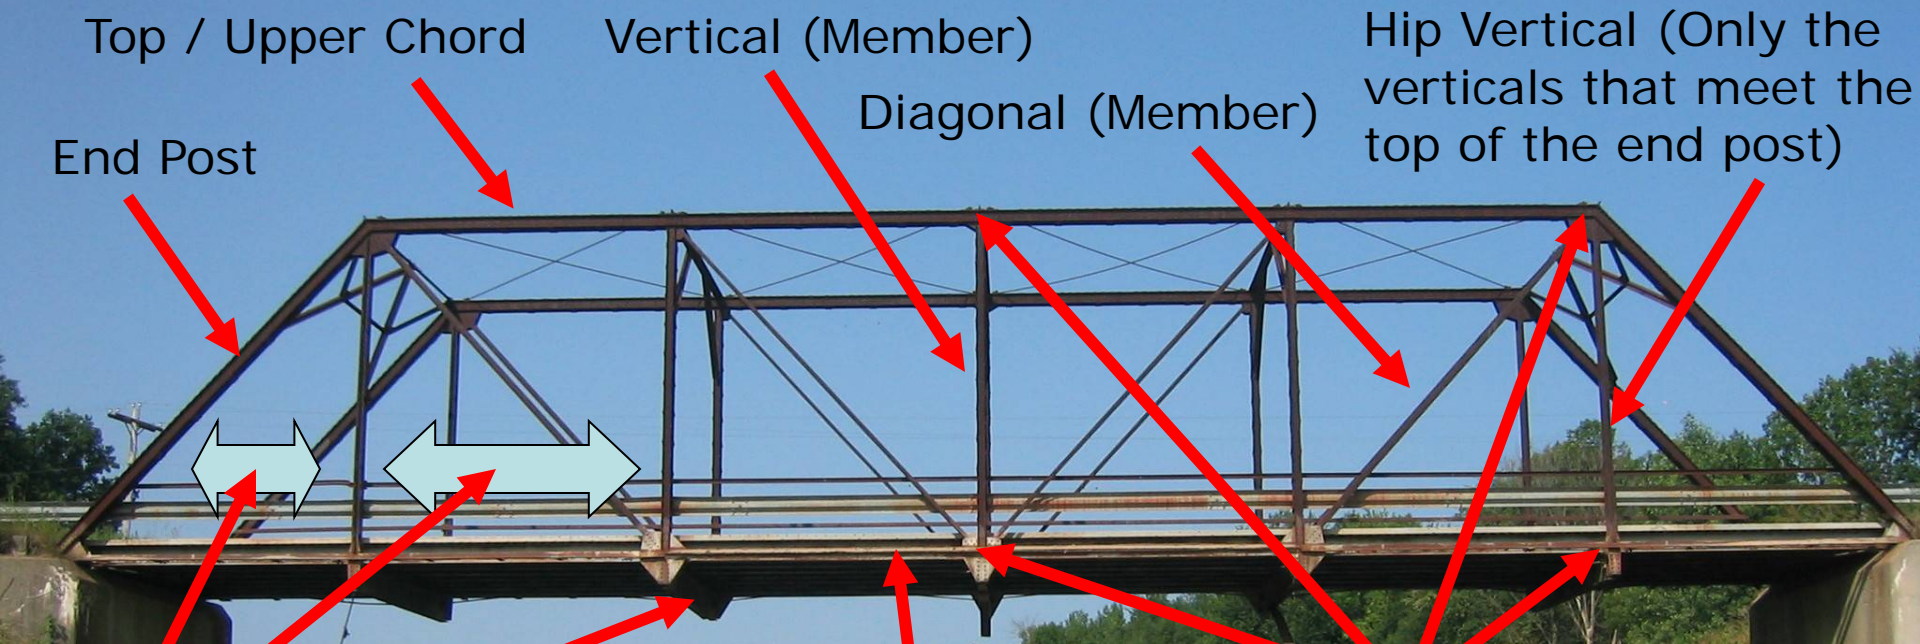 Top / Upper Chord
Vertical (Member)
Hip Vertical (Only the
verticals that meet the
top of the end post)
Diagonal (Member)
End Post